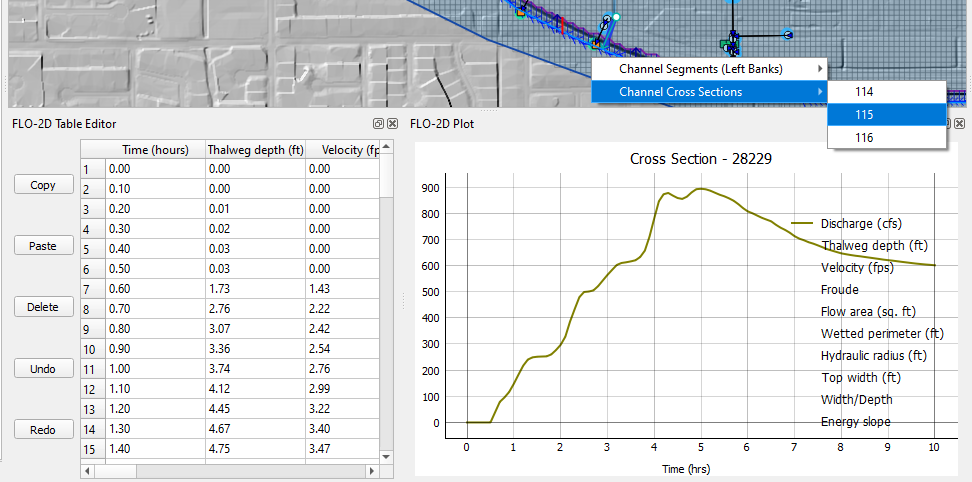 Channel Segments (Left Banks)
Channel Cross Sections
114
115
116
FLO-2D Table Editor
Copy
Paste
Delete
Undo
Redo
Time (hours) Thalweg depth (ft) Velocity (fp
1 0.00 0.00 0.00
2 0.10 0.00 0.00
3 0.20 0.01 0.00
4 0.30 0.02 0.00
5 0.40 0.03 0.00
6 0.50 0.03 0.00
7 0.60 1.73 1.43
8 0.70 2.76 2.22
9 0.80 3.07 2.42
10 0.90 3.36 2.54
11 1.00 3.74 2.76
12 1.10 4.12 2.99
13 1.20 4.45 3.22
14 1.30 4.67 3.40
15 1.40 4.75 3.47
FLO-2D Plot
Cross Section - 28229
900
800
700
600
500
400
300
200
100
0
Discharge (cfs)
Thalweg depth (ft)
Velocity (fps)
Froude
Flow area (sq. ft)
Wetted perimeter (ft)
Hydraulic radius (ft)
Top width (ft)
Width/Depth
Energy slope
0 1 2 3 4 5 6 7 8 9 10
Time (hrs)